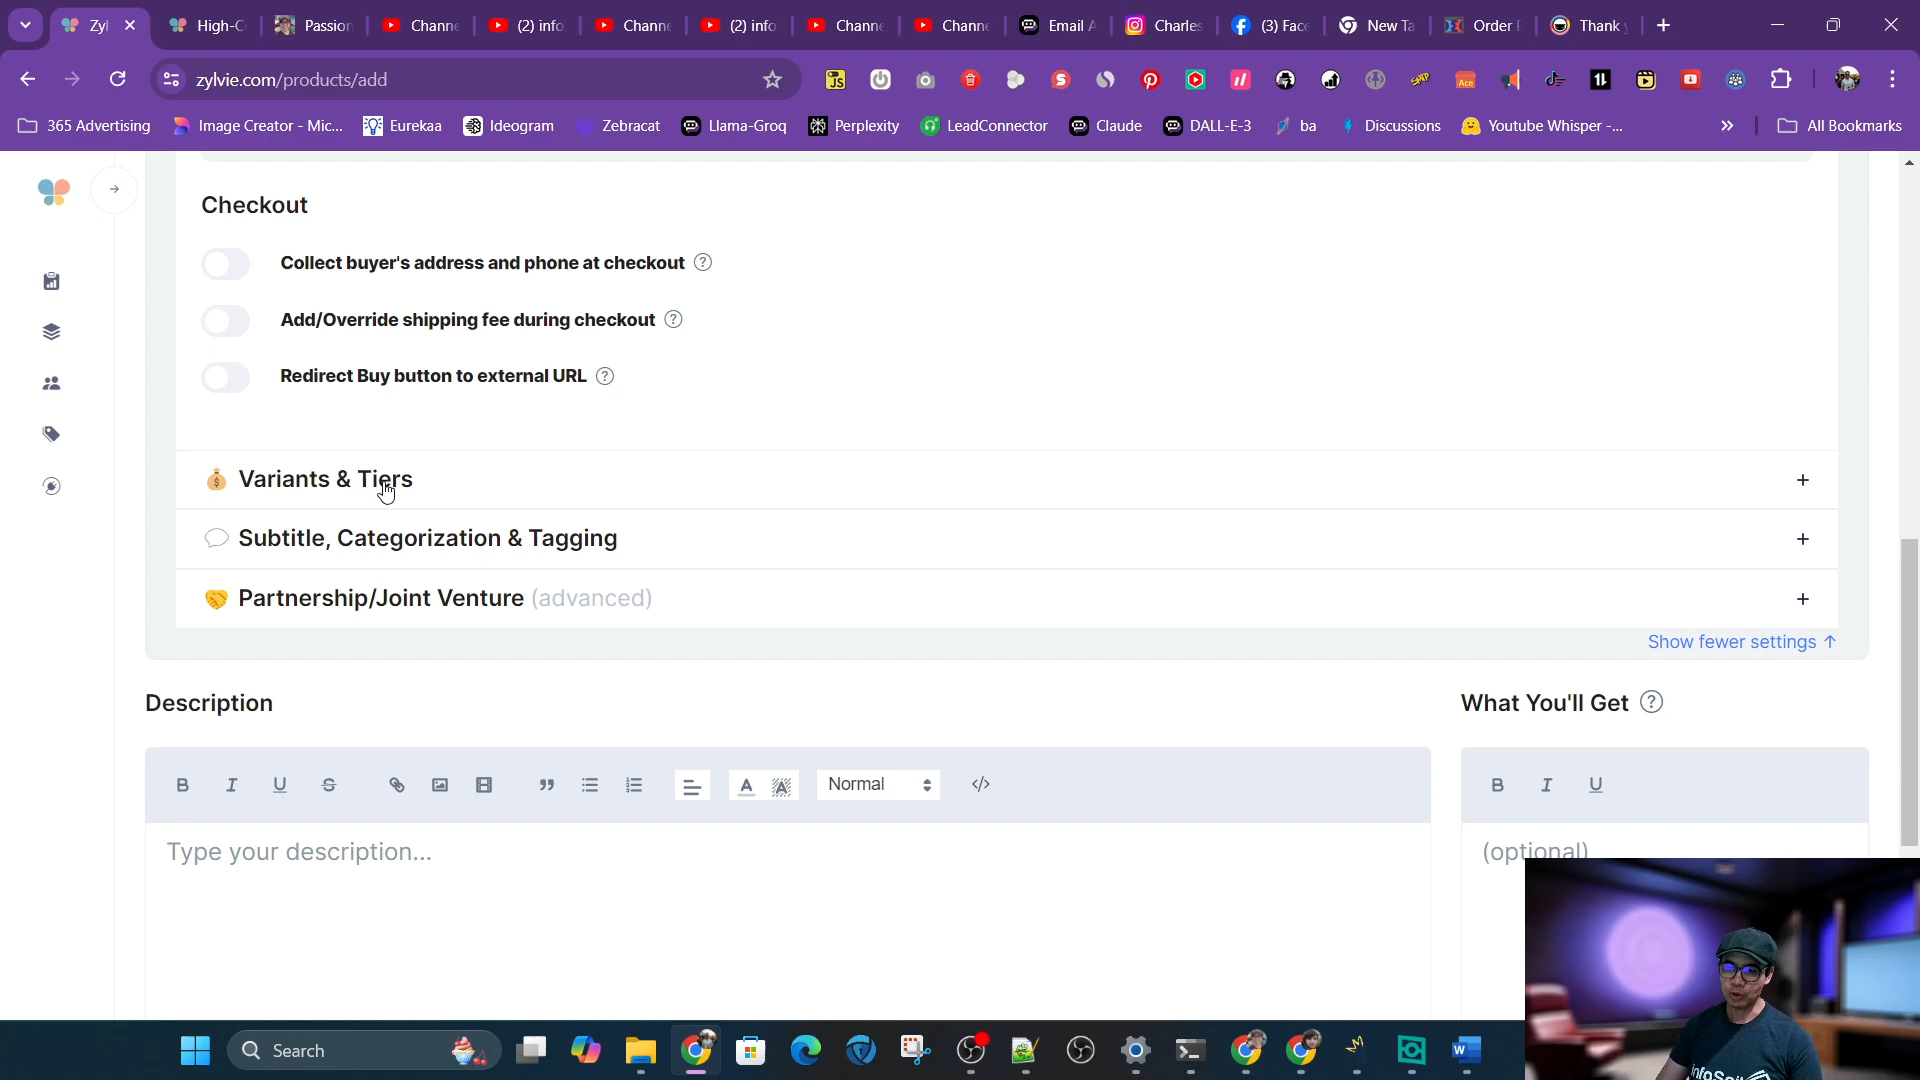 Zyl
High-C
Passion
Channe
(2) info
Channe
(2) info
Channe
Channe
Email A
Charles
(3) Face
New Ta
Order F
Thank y
zylvie.com/products/add
365 Advertising
Image Creator - Mic...
Eurekaa
Ideogram
Zebracat
Llama-Groq
Perplexity
LeadConnector
Claude
DALL-E-3
ba
Discussions
Youtube Whisper -...
All Bookmarks
Checkout
Collect buyer's address and phone at checkout
Add/Override shipping fee during checkout
Redirect Buy button to external URL
Variants & Tiers
Subtitle, Categorization & Tagging
Partnership/Joint Venture (advanced)
Show fewer settings ↑
Description
What You'll Get
Normal
Type your description...
(optional)
Search